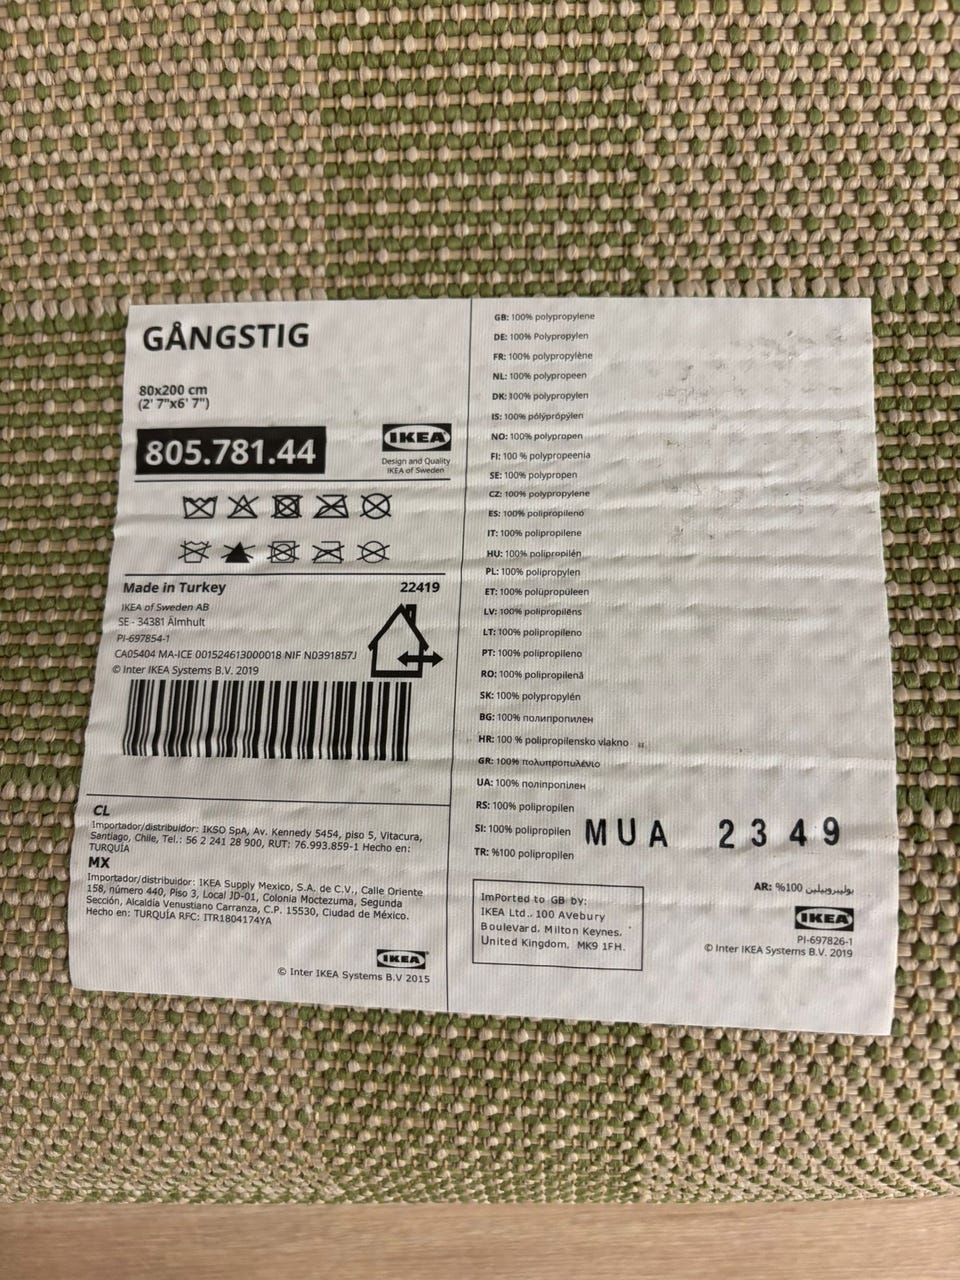 GÅNGSTIG
80x200 cm
(2' 7"x6' 7")
805.781.44
IKEA
Design and Quality
IKEA of Sweden
Made in Turkey 22419
IKEA of Sweden AB
SE - 34381 Älmhult
PI-697854-1
CA05404 MA-ICE 001524613000018 NIF N0391857J
© Inter IKEA Systems B.V. 2019
CL
Importador/distribuidor: IKSO SpA, Av. Kennedy 5454, piso 5, Vitacura,
Santiago, Chile, Tel.: 56 2 241 28 900, RUT: 76.993.859-1 Hecho en:
TURQUÍA
MX
Importador/distribuidor: IKEA Supply Mexico, S.A. de C.V., Calle Oriente
158, número 440, Piso 3, Local JD-01, Colonia Moctezuma, Segunda
Sección, Alcaldía Venustiano Carranza, C.P. 15530, Ciudad de México.
Hecho en: TURQUÍA RFC: ITR1804174YA
IKEA
© Inter IKEA Systems B.V 2015
GB: 100% polypropylene
DE: 100% Polypropylen
FR: 100% polypropylène
NL: 100% polypropeen
DK: 100% polypropylen
IS: 100% pólýprópýlen
NO: 100% polypropen
FI: 100 % polypropeenia
SE: 100% polypropen
CZ: 100% polypropylene
ES: 100% polipropileno
IT: 100% polipropilene
HU: 100% polipropilén
PL: 100% polipropylen
ET: 100% polüpropüleen
LV: 100% polipropilēns
LT: 100% polipropileno
PT: 100% polipropileno
RO: 100% polipropilenă
SK: 100% polypropylén
BG: 100% полипропилен
HR: 100 % polipropilensko vlakno
GR: 100% πολυπροπυλένιο
UA: 100% поліпропілен
RS: 100% polipropilen
SI: 100% polipropilen
TR: %100 polipropilen
MUA 2349
AR: %100 بوليبروبيلين
IKEA
PI-697826-1
© Inter IKEA Systems B.V. 2019
ImPorted to GB by:
IKEA Ltd., 100 Avebury
Boulevard, Milton Keynes,
United Kingdom, MK9 1FH.